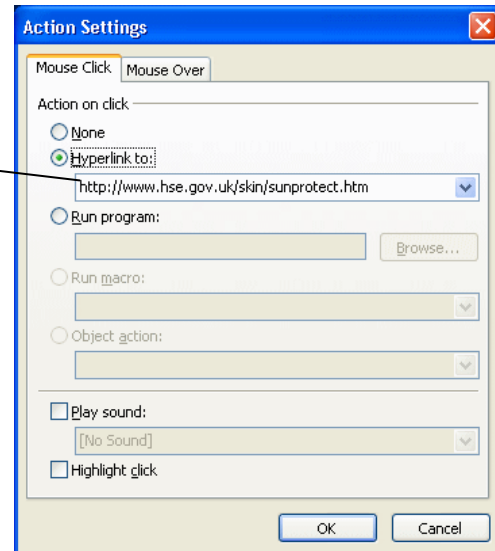 Action Settings
Mouse Click
Mouse Over
Action on click
None
Hyperlink to:
http://www.hse.gov.uk/skin/sunprotect.htm
Run program:
Browse...
Run macro:
Object action:
Play sound:
[No Sound]
Highlight click
OK
Cancel